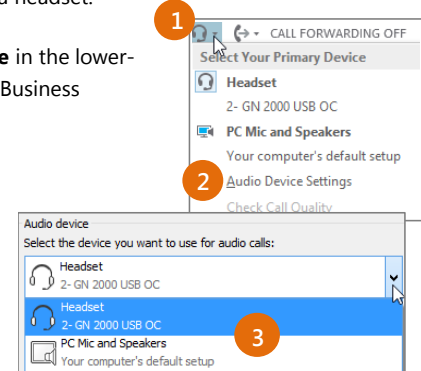 headset.
1
CALL FORWARDING OFF
e in the lower-
Business
Select Your Primary Device
Headset
2- GN 2000 USB OC
PC Mic and Speakers
Your computer's default setup
2
Audio Device Settings
Check Call Quality
Audio device
Select the device you want to use for audio calls:
Headset
2- GN 2000 USB OC
Headset
2- GN 2000 USB OC
3
PC Mic and Speakers
Your computer's default setup